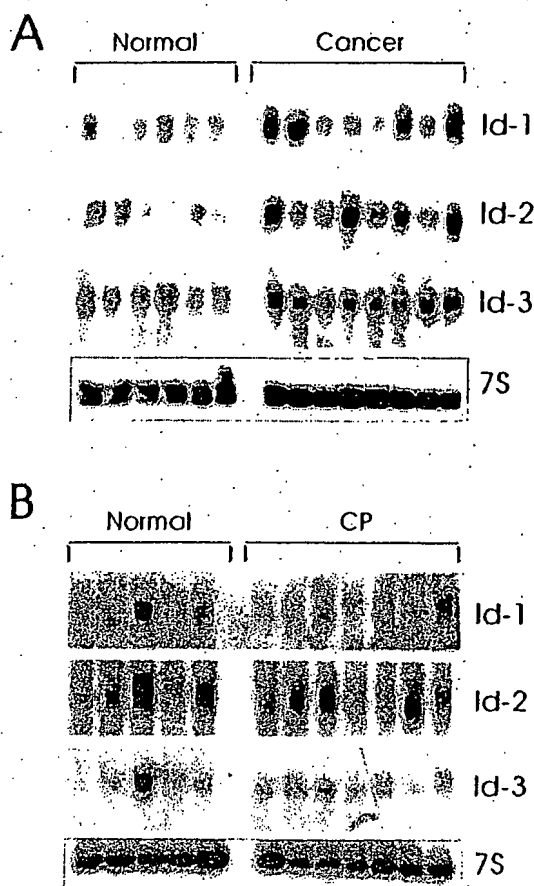 A
Normal Cancer
Id-1
Id-2
Id-3
7S
B
Normal CP
Id-1
Id-2
Id-3
7S